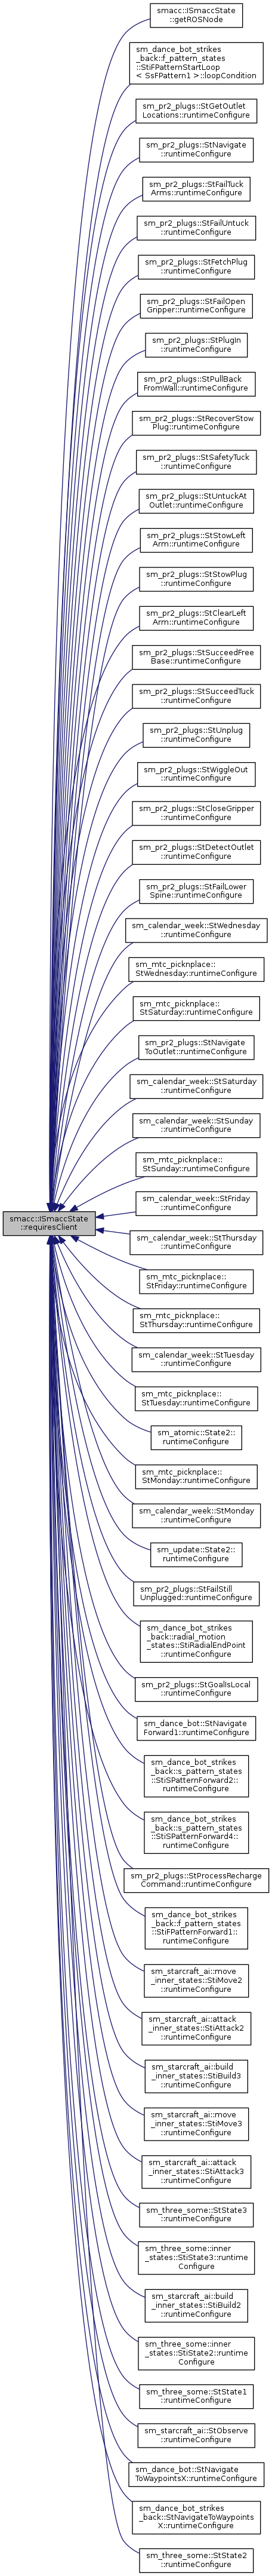 smacc::ISmaccState
::getROSNode
sm_dance_bot_strikes
_back::f_pattern_states
::StiFPatternStartLoop
< SsFPattern1 >::loopCondition
sm_pr2_plugs::StGetOutlet
Locations::runtimeConfigure
sm_pr2_plugs::StNavigate
::runtimeConfigure
sm_pr2_plugs::StFailTuck
Arms::runtimeConfigure
sm_pr2_plugs::StFailUntuck
::runtimeConfigure
sm_pr2_plugs::StFetchPlug
::runtimeConfigure
sm_pr2_plugs::StFailOpen
Gripper::runtimeConfigure
sm_pr2_plugs::StPlugIn
::runtimeConfigure
sm_pr2_plugs::StPullBack
FromWall::runtimeConfigure
sm_pr2_plugs::StRecoverStow
Plug::runtimeConfigure
sm_pr2_plugs::StSafetyTuck
::runtimeConfigure
sm_pr2_plugs::StUntuckAt
Outlet::runtimeConfigure
sm_pr2_plugs::StStowLeft
Arm::runtimeConfigure
sm_pr2_plugs::StStowPlug
::runtimeConfigure
sm_pr2_plugs::StClearLeft
Arm::runtimeConfigure
sm_pr2_plugs::StSucceedFree
Base::runtimeConfigure
sm_pr2_plugs::StSucceedTuck
::runtimeConfigure
sm_pr2_plugs::StUnplug
::runtimeConfigure
sm_pr2_plugs::StWiggleOut
::runtimeConfigure
sm_pr2_plugs::StCloseGripper
::runtimeConfigure
sm_pr2_plugs::StDetectOutlet
::runtimeConfigure
sm_pr2_plugs::StFailLower
Spine::runtimeConfigure
sm_calendar_week::StWednesday
::runtimeConfigure
sm_mtc_picknplace::
StWednesday::runtimeConfigure
sm_mtc_picknplace::
StSaturday::runtimeConfigure
sm_pr2_plugs::StNavigate
ToOutlet::runtimeConfigure
sm_calendar_week::StSaturday
::runtimeConfigure
sm_calendar_week::StSunday
::runtimeConfigure
sm_mtc_picknplace::
StSunday::runtimeConfigure
sm_calendar_week::StFriday
::runtimeConfigure
smacc::ISmaccState
::requiresClient
sm_calendar_week::StThursday
::runtimeConfigure
sm_mtc_picknplace::
StFriday::runtimeConfigure
sm_mtc_picknplace::
StThursday::runtimeConfigure
sm_calendar_week::StTuesday
::runtimeConfigure
sm_mtc_picknplace::
StTuesday::runtimeConfigure
sm_atomic::State2::
runtimeConfigure
sm_mtc_picknplace::
StMonday::runtimeConfigure
sm_calendar_week::StMonday
::runtimeConfigure
sm_update::State2::
runtimeConfigure
sm_pr2_plugs::StFailStill
Unplugged::runtimeConfigure
sm_dance_bot_strikes
_back::radial_motion
_states::StiRadialEndPoint
::runtimeConfigure
sm_pr2_plugs::StGoalIsLocal
::runtimeConfigure
sm_dance_bot::StNavigate
Forward1::runtimeConfigure
sm_dance_bot_strikes
_back::s_pattern_states
::StiSPatternForward2::
runtimeConfigure
sm_dance_bot_strikes
_back::s_pattern_states
::StiSPatternForward4::
runtimeConfigure
sm_pr2_plugs::StProcessRecharge
Command::runtimeConfigure
sm_dance_bot_strikes
_back::f_pattern_states
::StiFPatternForward1::
runtimeConfigure
sm_starcraft_ai::move
_inner_states::StiMove2
::runtimeConfigure
sm_starcraft_ai::attack
_inner_states::StiAttack2
::runtimeConfigure
sm_starcraft_ai::build
_inner_states::StiBuild3
::runtimeConfigure
sm_starcraft_ai::move
_inner_states::StiMove3
::runtimeConfigure
sm_starcraft_ai::attack
_inner_states::StiAttack3
::runtimeConfigure
sm_three_some::StState3
::runtimeConfigure
sm_three_some::inner
_states::StiState3::runtime
Configure
sm_starcraft_ai::build
_inner_states::StiBuild2
::runtimeConfigure
sm_three_some::inner
_states::StiState2::runtime
Configure
sm_three_some::StState1
::runtimeConfigure
sm_starcraft_ai::StObserve
::runtimeConfigure
sm_dance_bot::StNavigate
ToWaypointsX::runtimeConfigure
sm_dance_bot_strikes
_back::StNavigateToWaypoints
X::runtimeConfigure
sm_three_some::StState2
::runtimeConfigure